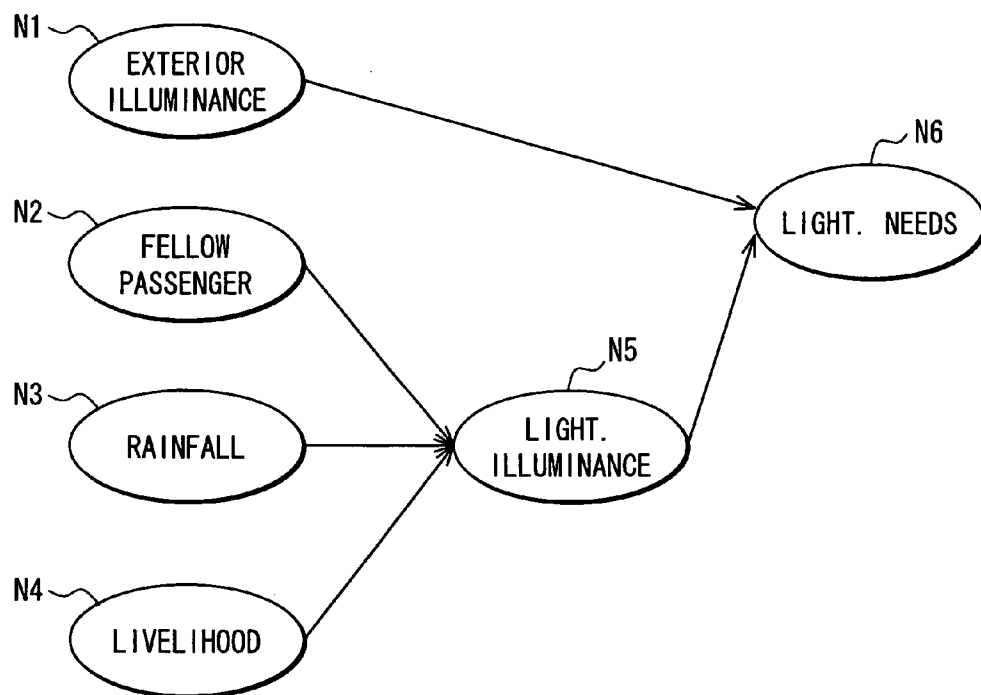 N1
EXTERIOR
ILLUMINANCE
N6
LIGHT. NEEDS
N2
FELLOW
PASSENGER
N5
LIGHT.
ILLUMINANCE
N3
RAINFALL
N4
LIVELIHOOD